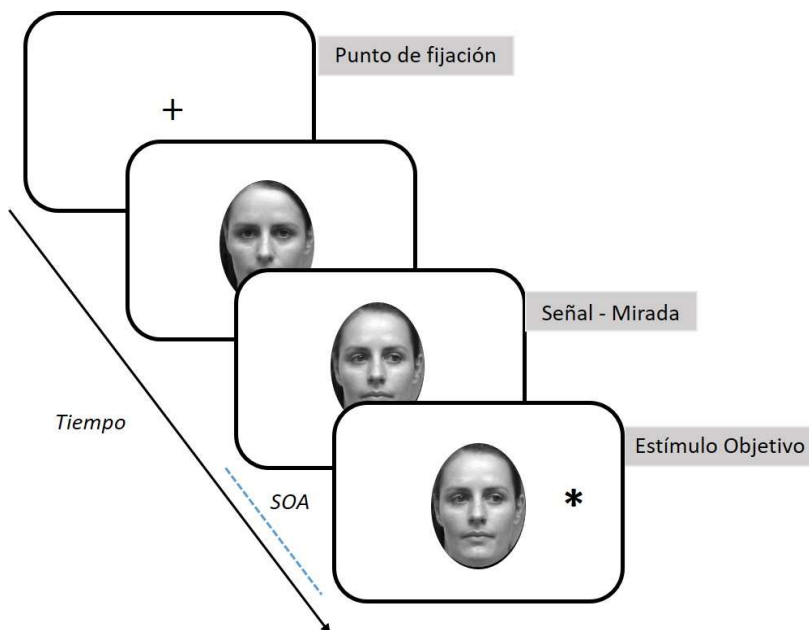 Punto de fijación
+
Señal - Mirada
Tiempo
SOA
Estímulo Objetivo
*